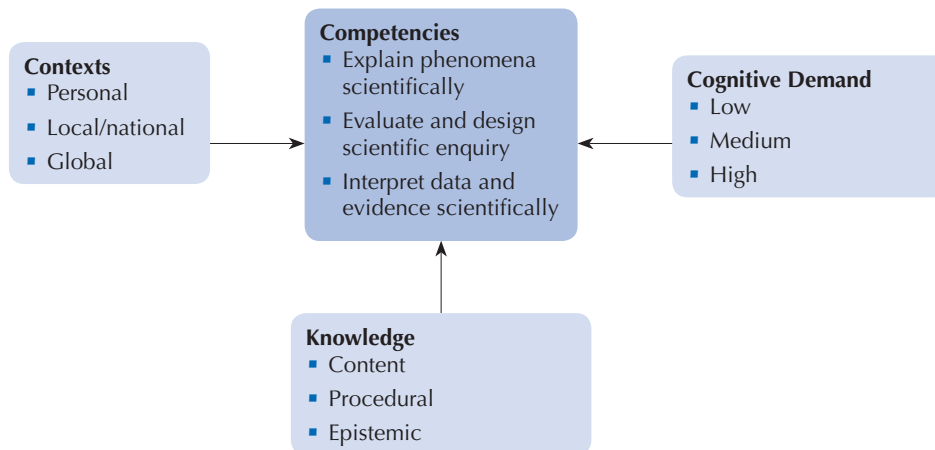 Contexts
Personal
Local/national
Global
Competencies
Explain phenomena
scientifically
Evaluate and design
scientific enquiry
Interpret data and
evidence scientifically
Cognitive Demand
Low
Medium
High
Knowledge
Content
Procedural
Epistemic